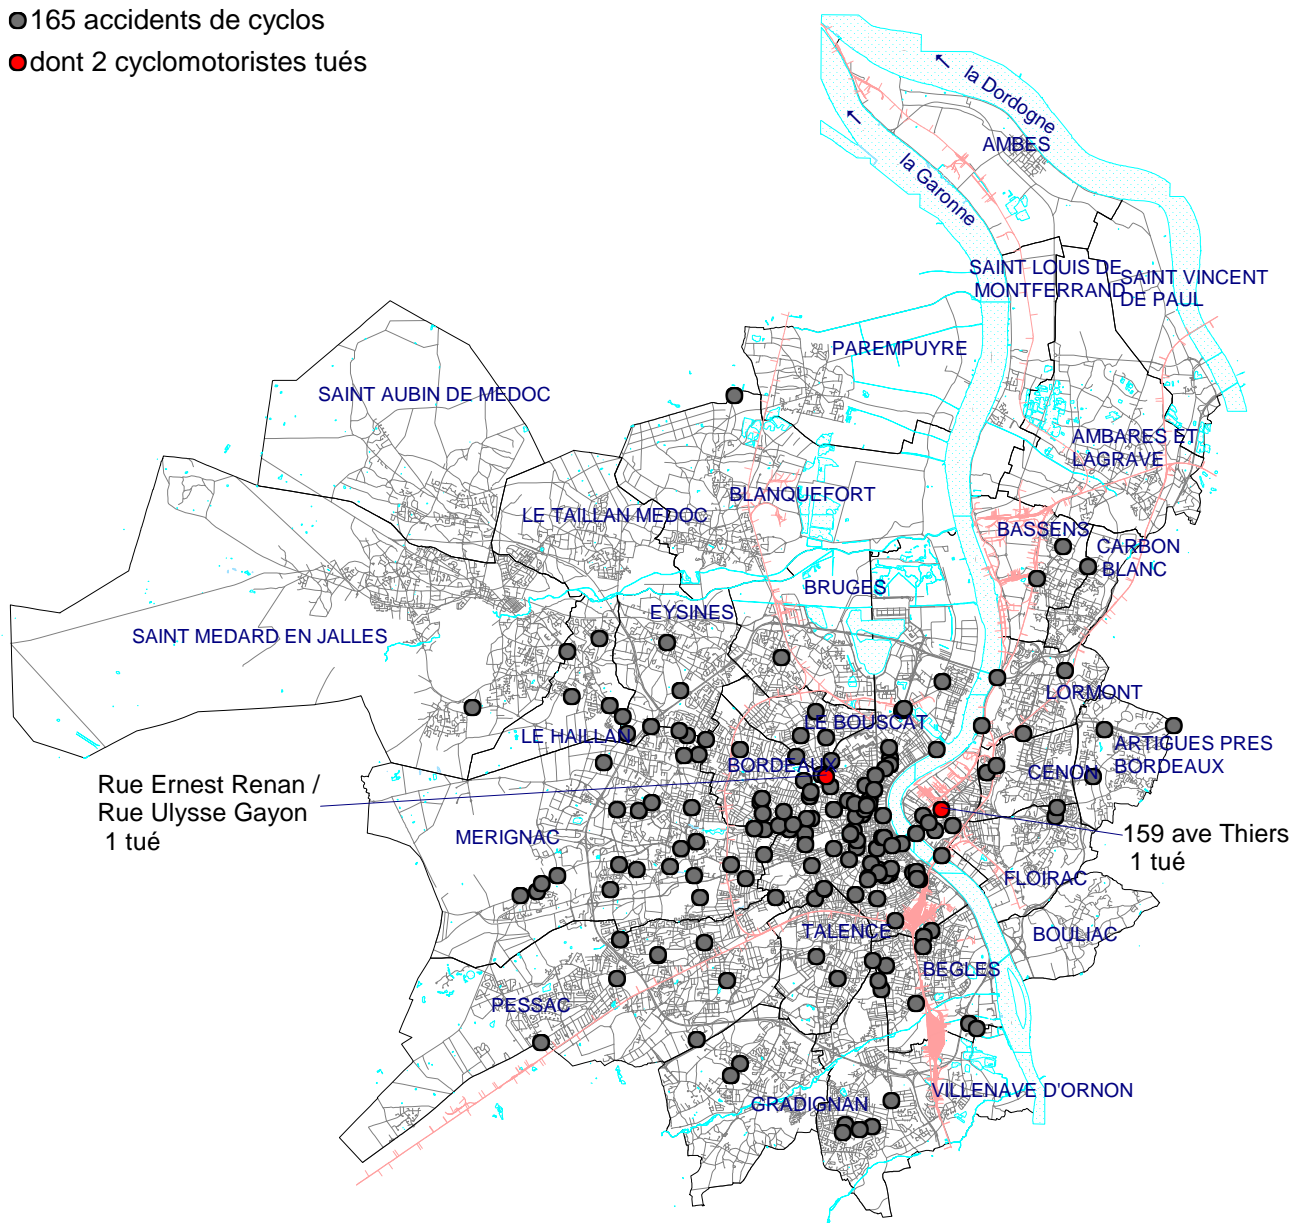 165 accidents de cyclos
dont 2 cyclomotoristes tués
la Dordogne
AMBES
la Garonne
SAINT LOUIS DE
MONTFERRAND
SAINT VINCENT
DE PAUL
PAREMPUYRE
SAINT AUBIN DE MEDOC
AMBARES ET
LAGRAVE
BLANQUEFORT
LE TAILLAN MEDOC
BASSENS
CARBON
BLANC
BRUGES
EYSINES
SAINT MEDARD EN JALLES
LORMONT
LE BOUSCAT
LE HAILLAN
ARTIGUES PRES
BORDEAUX
BORDEAUX
CENON
Rue Ernest Renan /
Rue Ulysse Gayon
1 tué
MERIGNAC
159 ave Thiers
1 tué
FLOIRAC
TALENCE
BOULIAC
BEGLES
PESSAC
VILLENAVE D'ORNON
GRADIGNAN